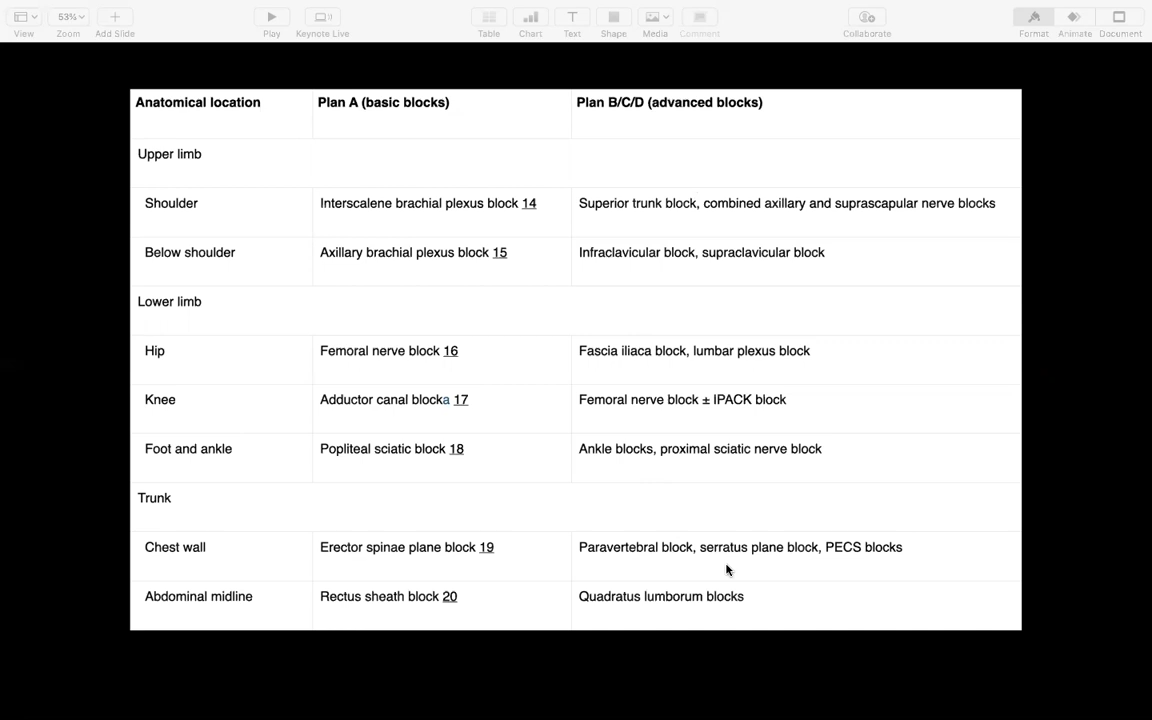 53%
View Zoom Add Slide Play Keynote Live Table Chart Text Shape Media Comment Collaborate Format Animate Document
Anatomical location Plan A (basic blocks) Plan B/C/D (advanced blocks)
Upper limb
Shoulder Interscalene brachial plexus block 14 Superior trunk block, combined axillary and suprascapular nerve blocks
Below shoulder Axillary brachial plexus block 15 Infraclavicular block, supraclavicular block
Lower limb
Hip Femoral nerve block 16 Fascia iliaca block, lumbar plexus block
Knee Adductor canal blocka 17 Femoral nerve block ± IPACK block
Foot and ankle Popliteal sciatic block 18 Ankle blocks, proximal sciatic nerve block
Trunk
Chest wall Erector spinae plane block 19 Paravertebral block, serratus plane block, PECS blocks
Abdominal midline Rectus sheath block 20 Quadratus lumborum blocks